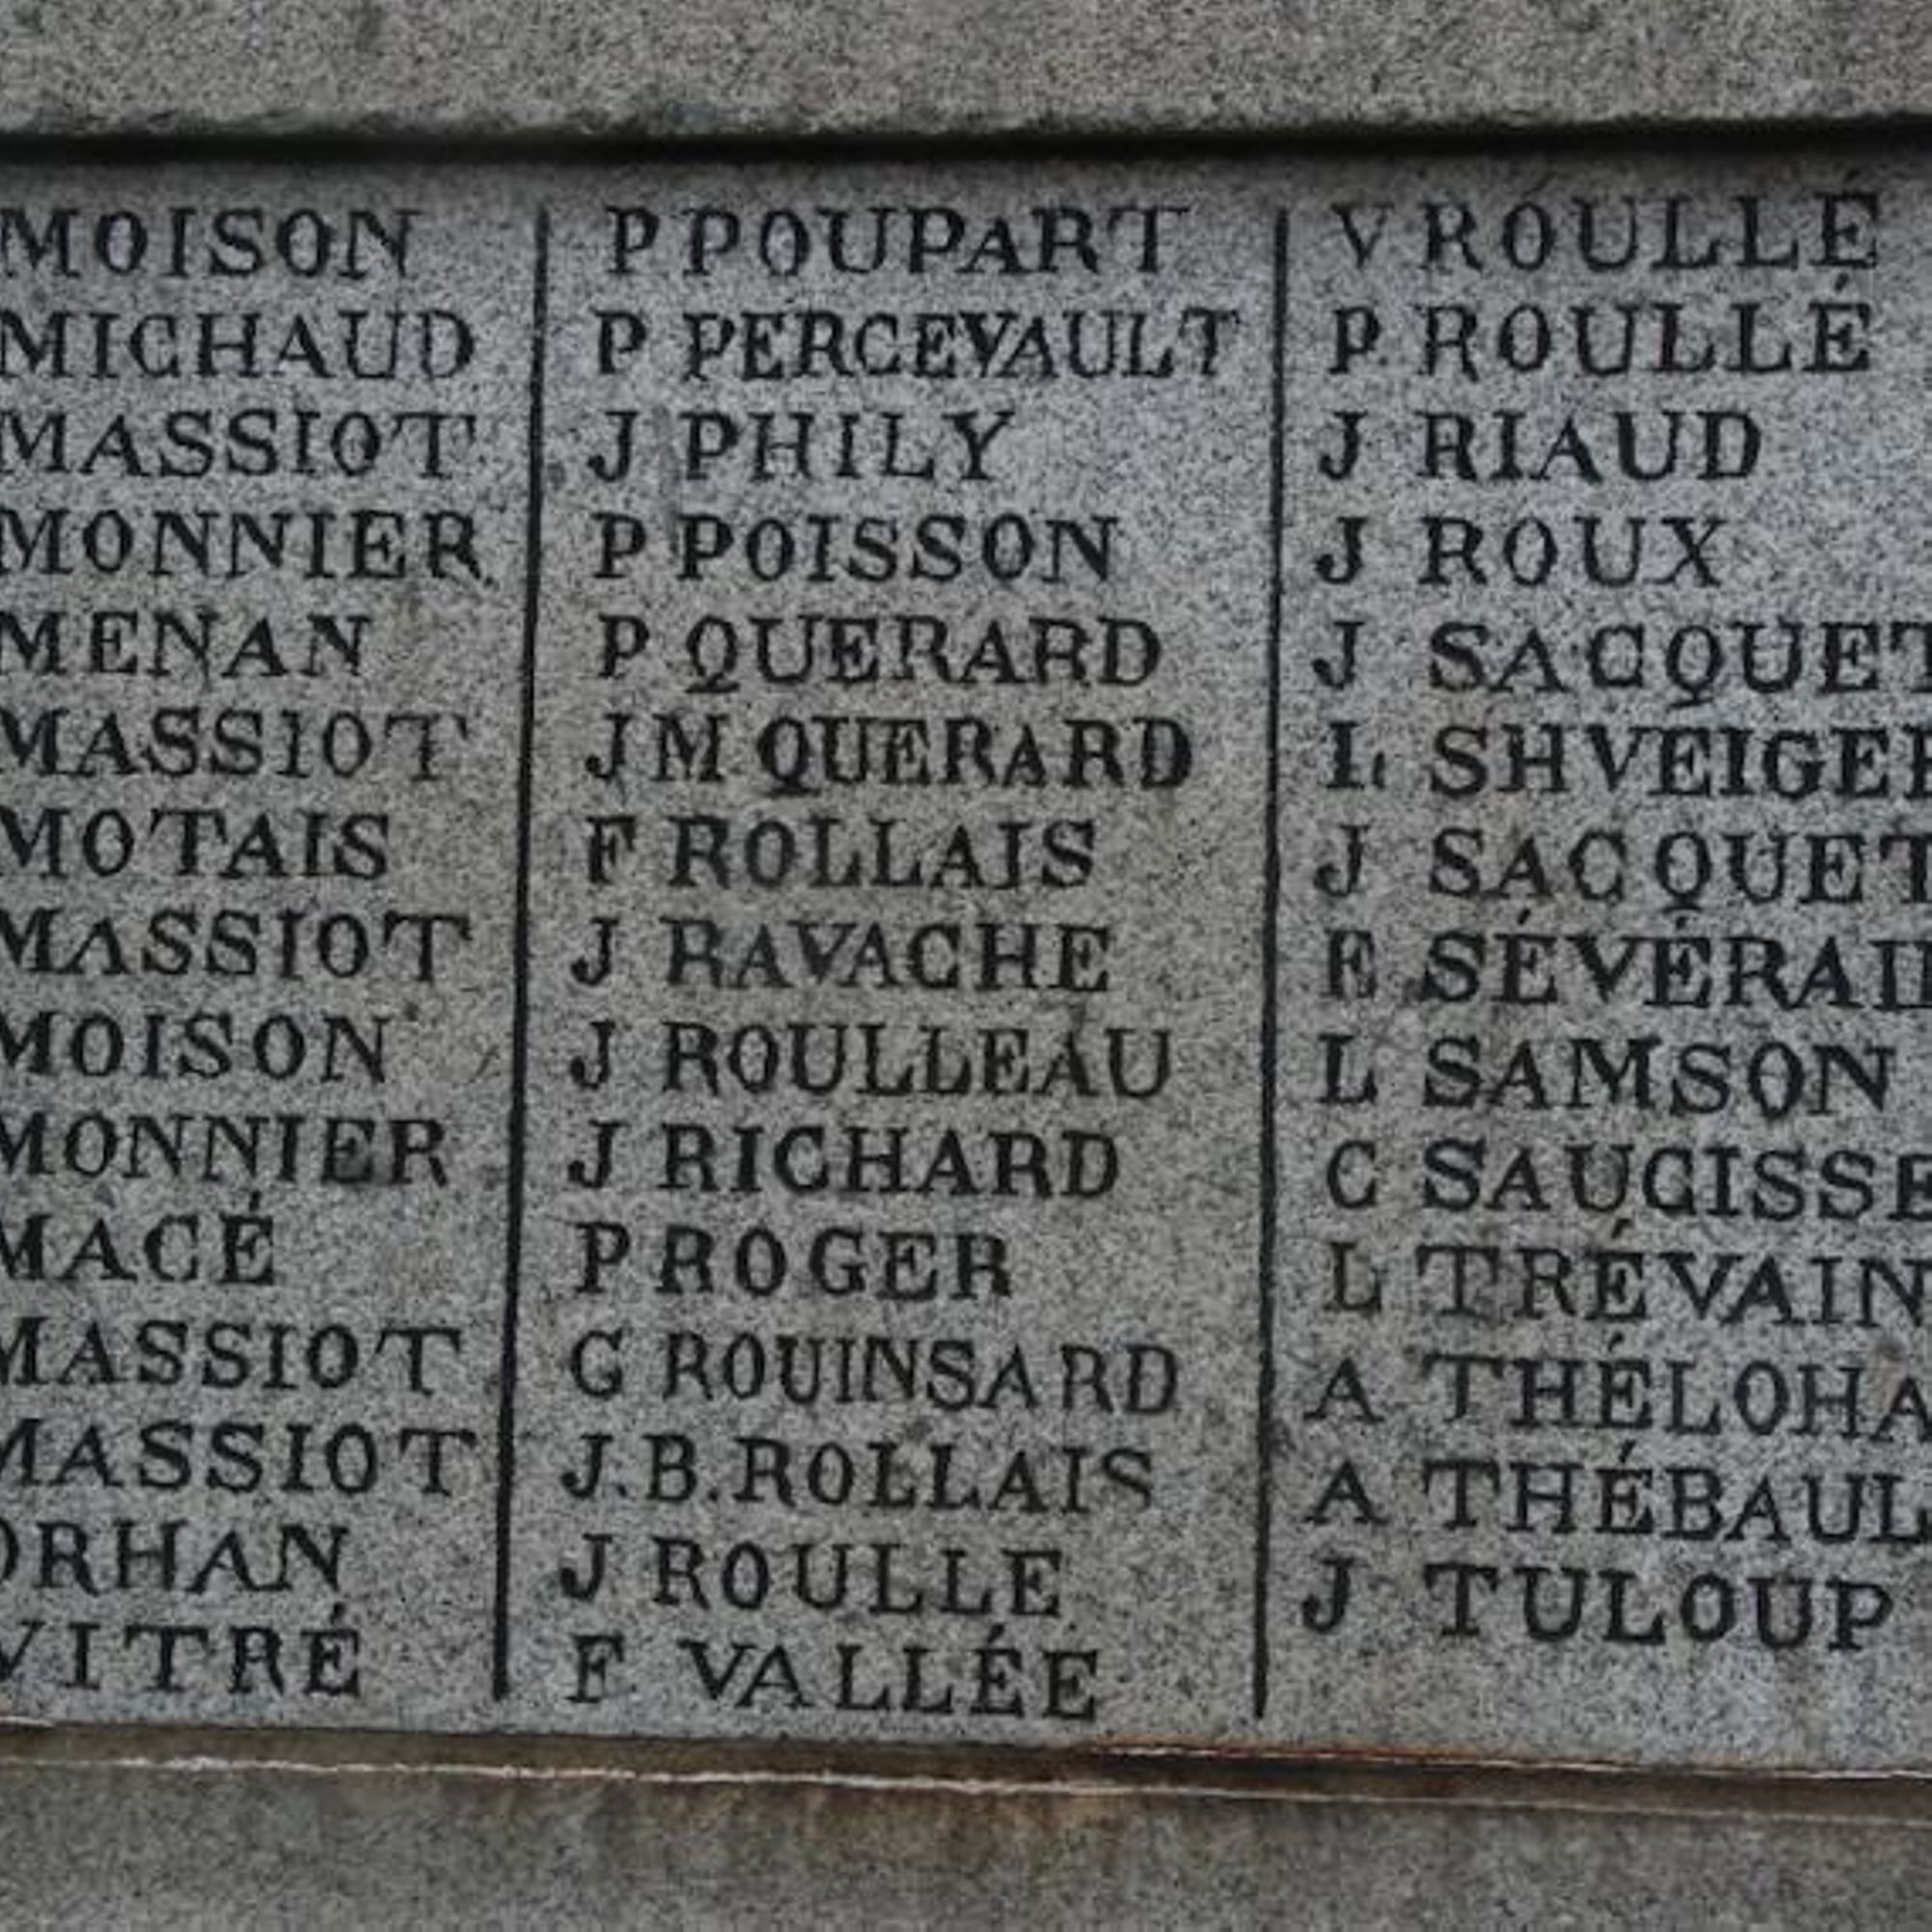 MOISON
MICHAUD
MASSIOT
MONNIER
MENAN
MASSIOT
MOTAIS
MASSIOT
MOISON
MONNIER
MACÉ
MASSIOT
MASSIOT
ORHAN
VITRÉ
P POUPART
P PERCEVAULT
J PHILY
P POISSON
P QUERARD
J M QUERARD
F ROLLAIS
J RAVACHE
J ROULLEAU
J RICHARD
P ROGER
C ROUINSARD
J.B.ROLLAIS
J ROULLE
F VALLÉE
V ROULLÉ
P ROULLÉ
J RIAUD
J ROUX
J SACQUET
L SHVEIGER
J SACQUET
F SÉVÉRAI
L SAMSON
C SAUCISSE
L TRÉVAIN
A THÉLOHA
A THÉBAUL
J TULOUP